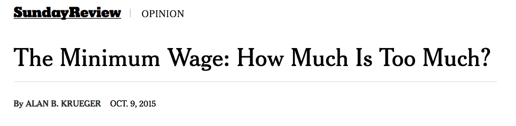 SundayReview | OPINION
The Minimum Wage: How Much Is Too Much?
By ALAN B. KRUEGER OCT. 9, 2015